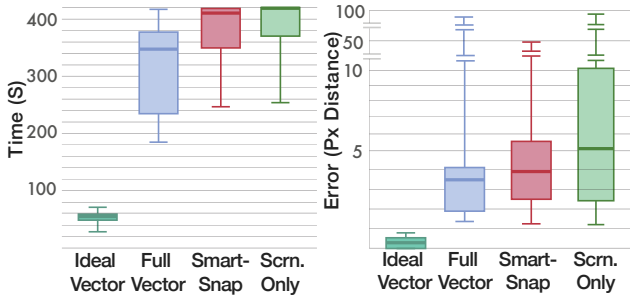 Time (S)
400
300
200
100
Ideal Vector
Full Vector
Smart-Snap
Scrn. Only
Error (Px Distance)
100
50
10
5
Ideal Vector
Full Vector
Smart-Snap
Scrn. Only